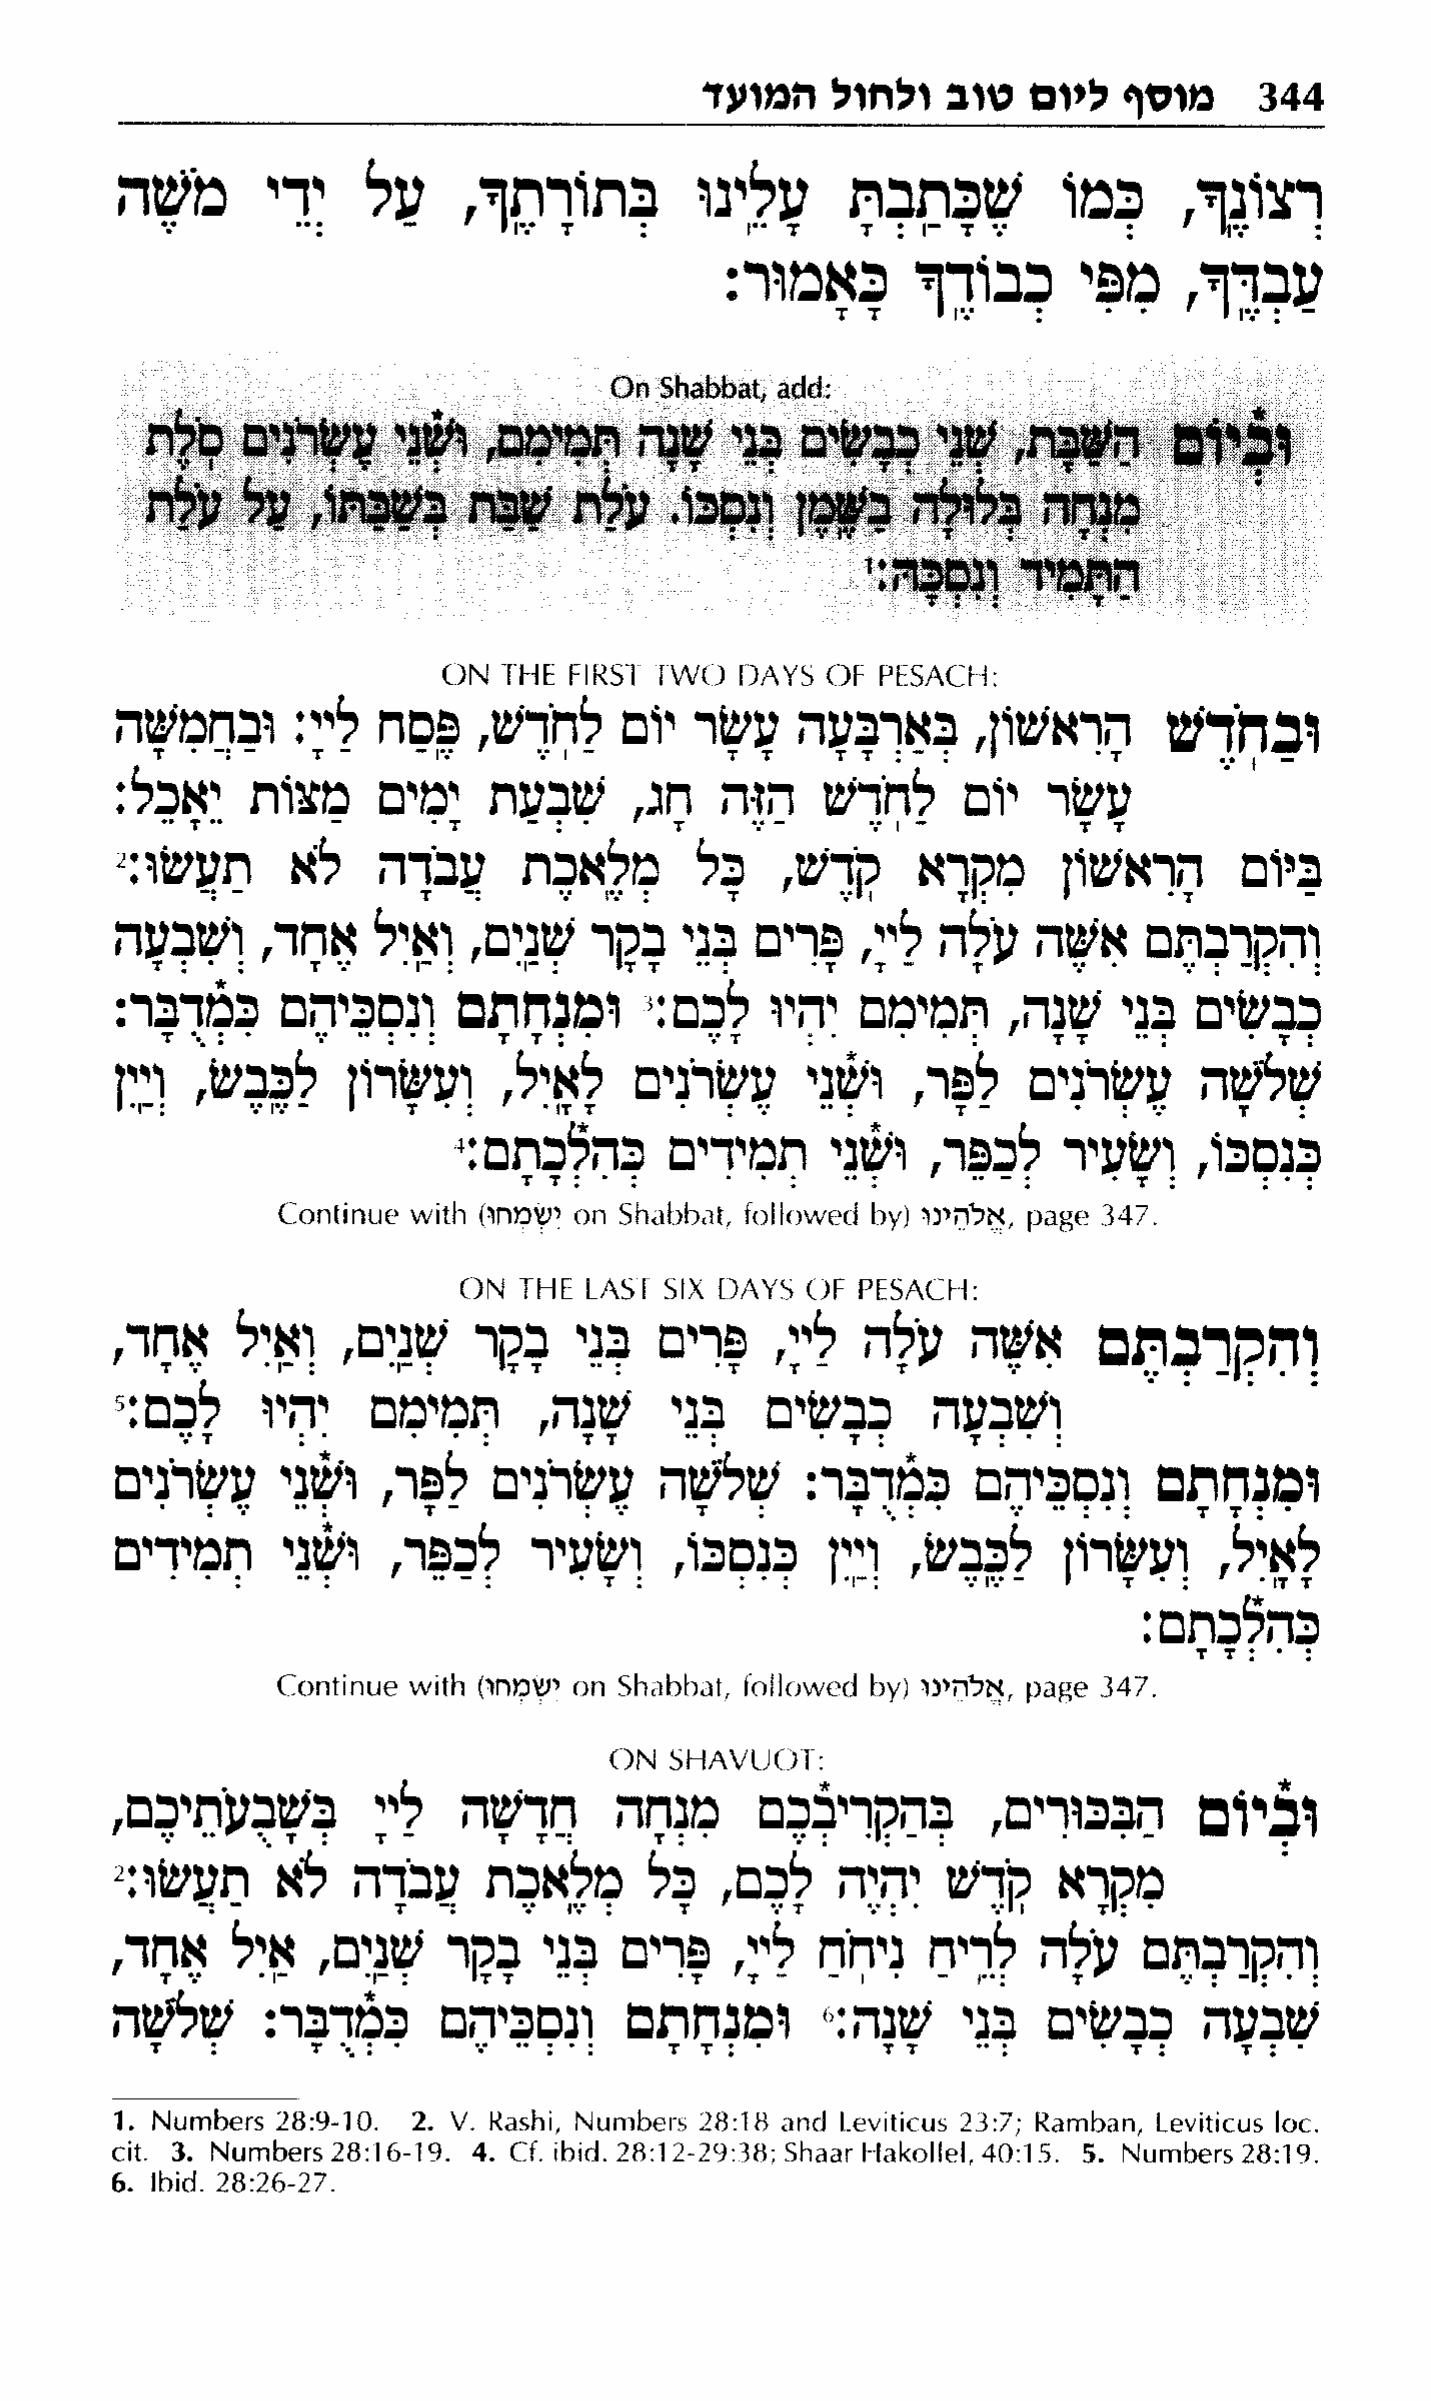 344 מוסף ליום טוב ולחול המועד
רְצוֹנֶךָ, כְּמוֹ שֶׁכָּתַבְתָּ עָלֵינוּ בְּתוֹרָתֶךָ, עַל יְדֵי מֹשֶׁה
עַבְדֶּךָ, מִפִּי כְבוֹדֶךָ כָּאָמוּר:
On Shabbat, add:
וּבְיוֹם הַשַּׁבָּת, שְׁנֵי כְבָשִׂים בְּנֵי שָׁנָה תְּמִימִם, וּשְׁנֵי עֶשְׂרֹנִים סֹלֶת
מִנְחָה בְּלוּלָה בַשֶּׁמֶן וְנִסְכּוֹ. עֹלַת שַׁבַּת בְּשַׁבַּתּוֹ, עַל עֹלַת
הַתָּמִיד וְנִסְכָּהּ:1
ON THE FIRST TWO DAYS OF PESACH:
וּבַחֹדֶשׁ הָרִאשׁוֹן, בְּאַרְבָּעָה עָשָׂר יוֹם לַחֹדֶשׁ, פֶּסַח לַיְיָ: וּבַחֲמִשָּׁה
עָשָׂר יוֹם לַחֹדֶשׁ הַזֶּה חָג, שִׁבְעַת יָמִים מַצּוֹת יֵאָכֵל:
בַּיּוֹם הָרִאשׁוֹן מִקְרָא קֹדֶשׁ, כָּל מְלֶאכֶת עֲבֹדָה לֹא תַעֲשׂוּ:2
וְהִקְרַבְתֶּם אִשֶּׁה עֹלָה לַיְיָ, פָּרִים בְּנֵי בָקָר שְׁנַיִם, וְאַיִל אֶחָד, וְשִׁבְעָה
כְבָשִׂים בְּנֵי שָׁנָה, תְּמִימִם יִהְיוּ לָכֶם:3 וּמִנְחָתָם וְנִסְכֵּיהֶם כִּמְ֯דֻבָּר:
שְׁלֹשָׁה עֶשְׂרֹנִים לַפָּר, וּשְׁ֯נֵי עֶשְׂרֹנִים לָאָיִל, וְעִשָּׂרוֹן לַכֶּבֶשׂ, וְיַיִן
כְּנִסְכּוֹ, וְשָׂעִיר לְכַפֵּר, וּשְׁ֯נֵי תְמִידִים כְּהִלְ֯כָתָם:4
Continue with (יִשְׂמְחוּ on Shabbat, followed by) אֱלֹהֵינוּ, page 347.
ON THE LAST SIX DAYS OF PESACH:
וְהִקְרַבְתֶּם אִשֶּׁה עֹלָה לַיְיָ, פָּרִים בְּנֵי בָקָר שְׁנַיִם, וְאַיִל אֶחָד,
וְשִׁבְעָה כְבָשִׂים בְּנֵי שָׁנָה, תְּמִימִם יִהְיוּ לָכֶם:5
וּמִנְחָתָם וְנִסְכֵּיהֶם כִּמְ֯דֻבָּר: שְׁלֹשָׁה עֶשְׂרֹנִים לַפָּר, וּשְׁ֯נֵי עֶשְׂרֹנִים
לָאָיִל, וְעִשָּׂרוֹן לַכֶּבֶשׂ, וְיַיִן כְּנִסְכּוֹ, וְשָׂעִיר לְכַפֵּר, וּשְׁ֯נֵי תְמִידִים
כְּהִלְ֯כָתָם:
Continue with (יִשְׂמְחוּ on Shabbat, followed by) אֱלֹהֵינוּ, page 347.
ON SHAVUOT:
וּבְ֯יוֹם הַבִּכּוּרִים, בְּהַקְרִיבְ֯כֶם מִנְחָה חֲדָשָׁה לַיְיָ בְּשָׁבֻעֹתֵיכֶם,
מִקְרָא קֹדֶשׁ יִהְיֶה לָכֶם, כָּל מְלֶאכֶת עֲבֹדָה לֹא תַעֲשׂוּ:2
וְהִקְרַבְתֶּם עֹלָה לְרֵיחַ נִיחֹחַ לַיְיָ, פָּרִים בְּנֵי בָקָר שְׁנַיִם, אַיִל אֶחָד,
שִׁבְעָה כְבָשִׂים בְּנֵי שָׁנָה:6 וּמִנְחָתָם וְנִסְכֵּיהֶם כִּמְ֯דֻבָּר: שְׁלֹשָׁה
1. Numbers 28:9-10. 2. V. Rashi, Numbers 28:18 and Leviticus 23:7; Ramban, Leviticus loc.
cit. 3. Numbers 28:16-19. 4. Cf. ibid. 28:12-29:38; Shaar Hakollel, 40:15. 5. Numbers 28:19.
6. Ibid. 28:26-27.